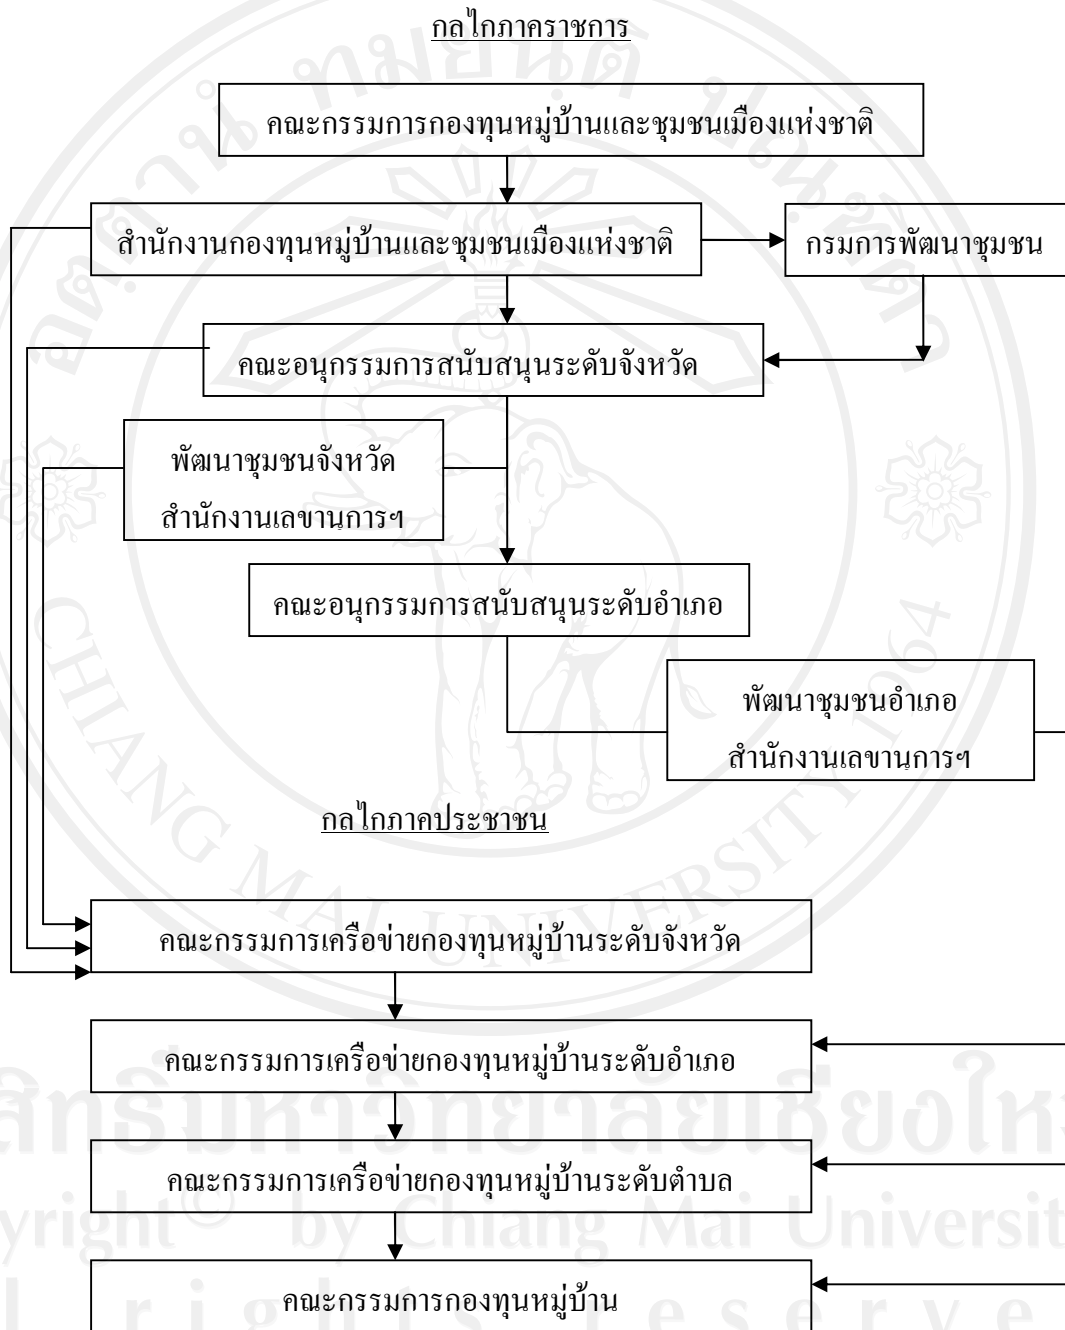 กลไกภาคราชการ
คณะกรรมการกองทุนหมู่บ้านและชุมชนเมืองแห่งชาติ
สำนักงานกองทุนหมู่บ้านและชุมชนเมืองแห่งชาติ
กรมการพัฒนาชุมชน
คณะอนุกรรมการสนับสนุนระดับจังหวัด
พัฒนาชุมชนจังหวัด
สำนักงานเลขานการฯ
คณะอนุกรรมการสนับสนุนระดับอำเภอ
พัฒนาชุมชนอำเภอ
สำนักงานเลขานการฯ
กลไกภาคประชาชน
คณะกรรมการเครือข่ายกองทุนหมู่บ้านระดับจังหวัด
คณะกรรมการเครือข่ายกองทุนหมู่บ้านระดับอำเภอ
คณะกรรมการเครือข่ายกองทุนหมู่บ้านระดับตำบล
คณะกรรมการกองทุนหมู่บ้าน
CHIANG MAI UNIVERSITY 1964
by Chiang Mai
rights